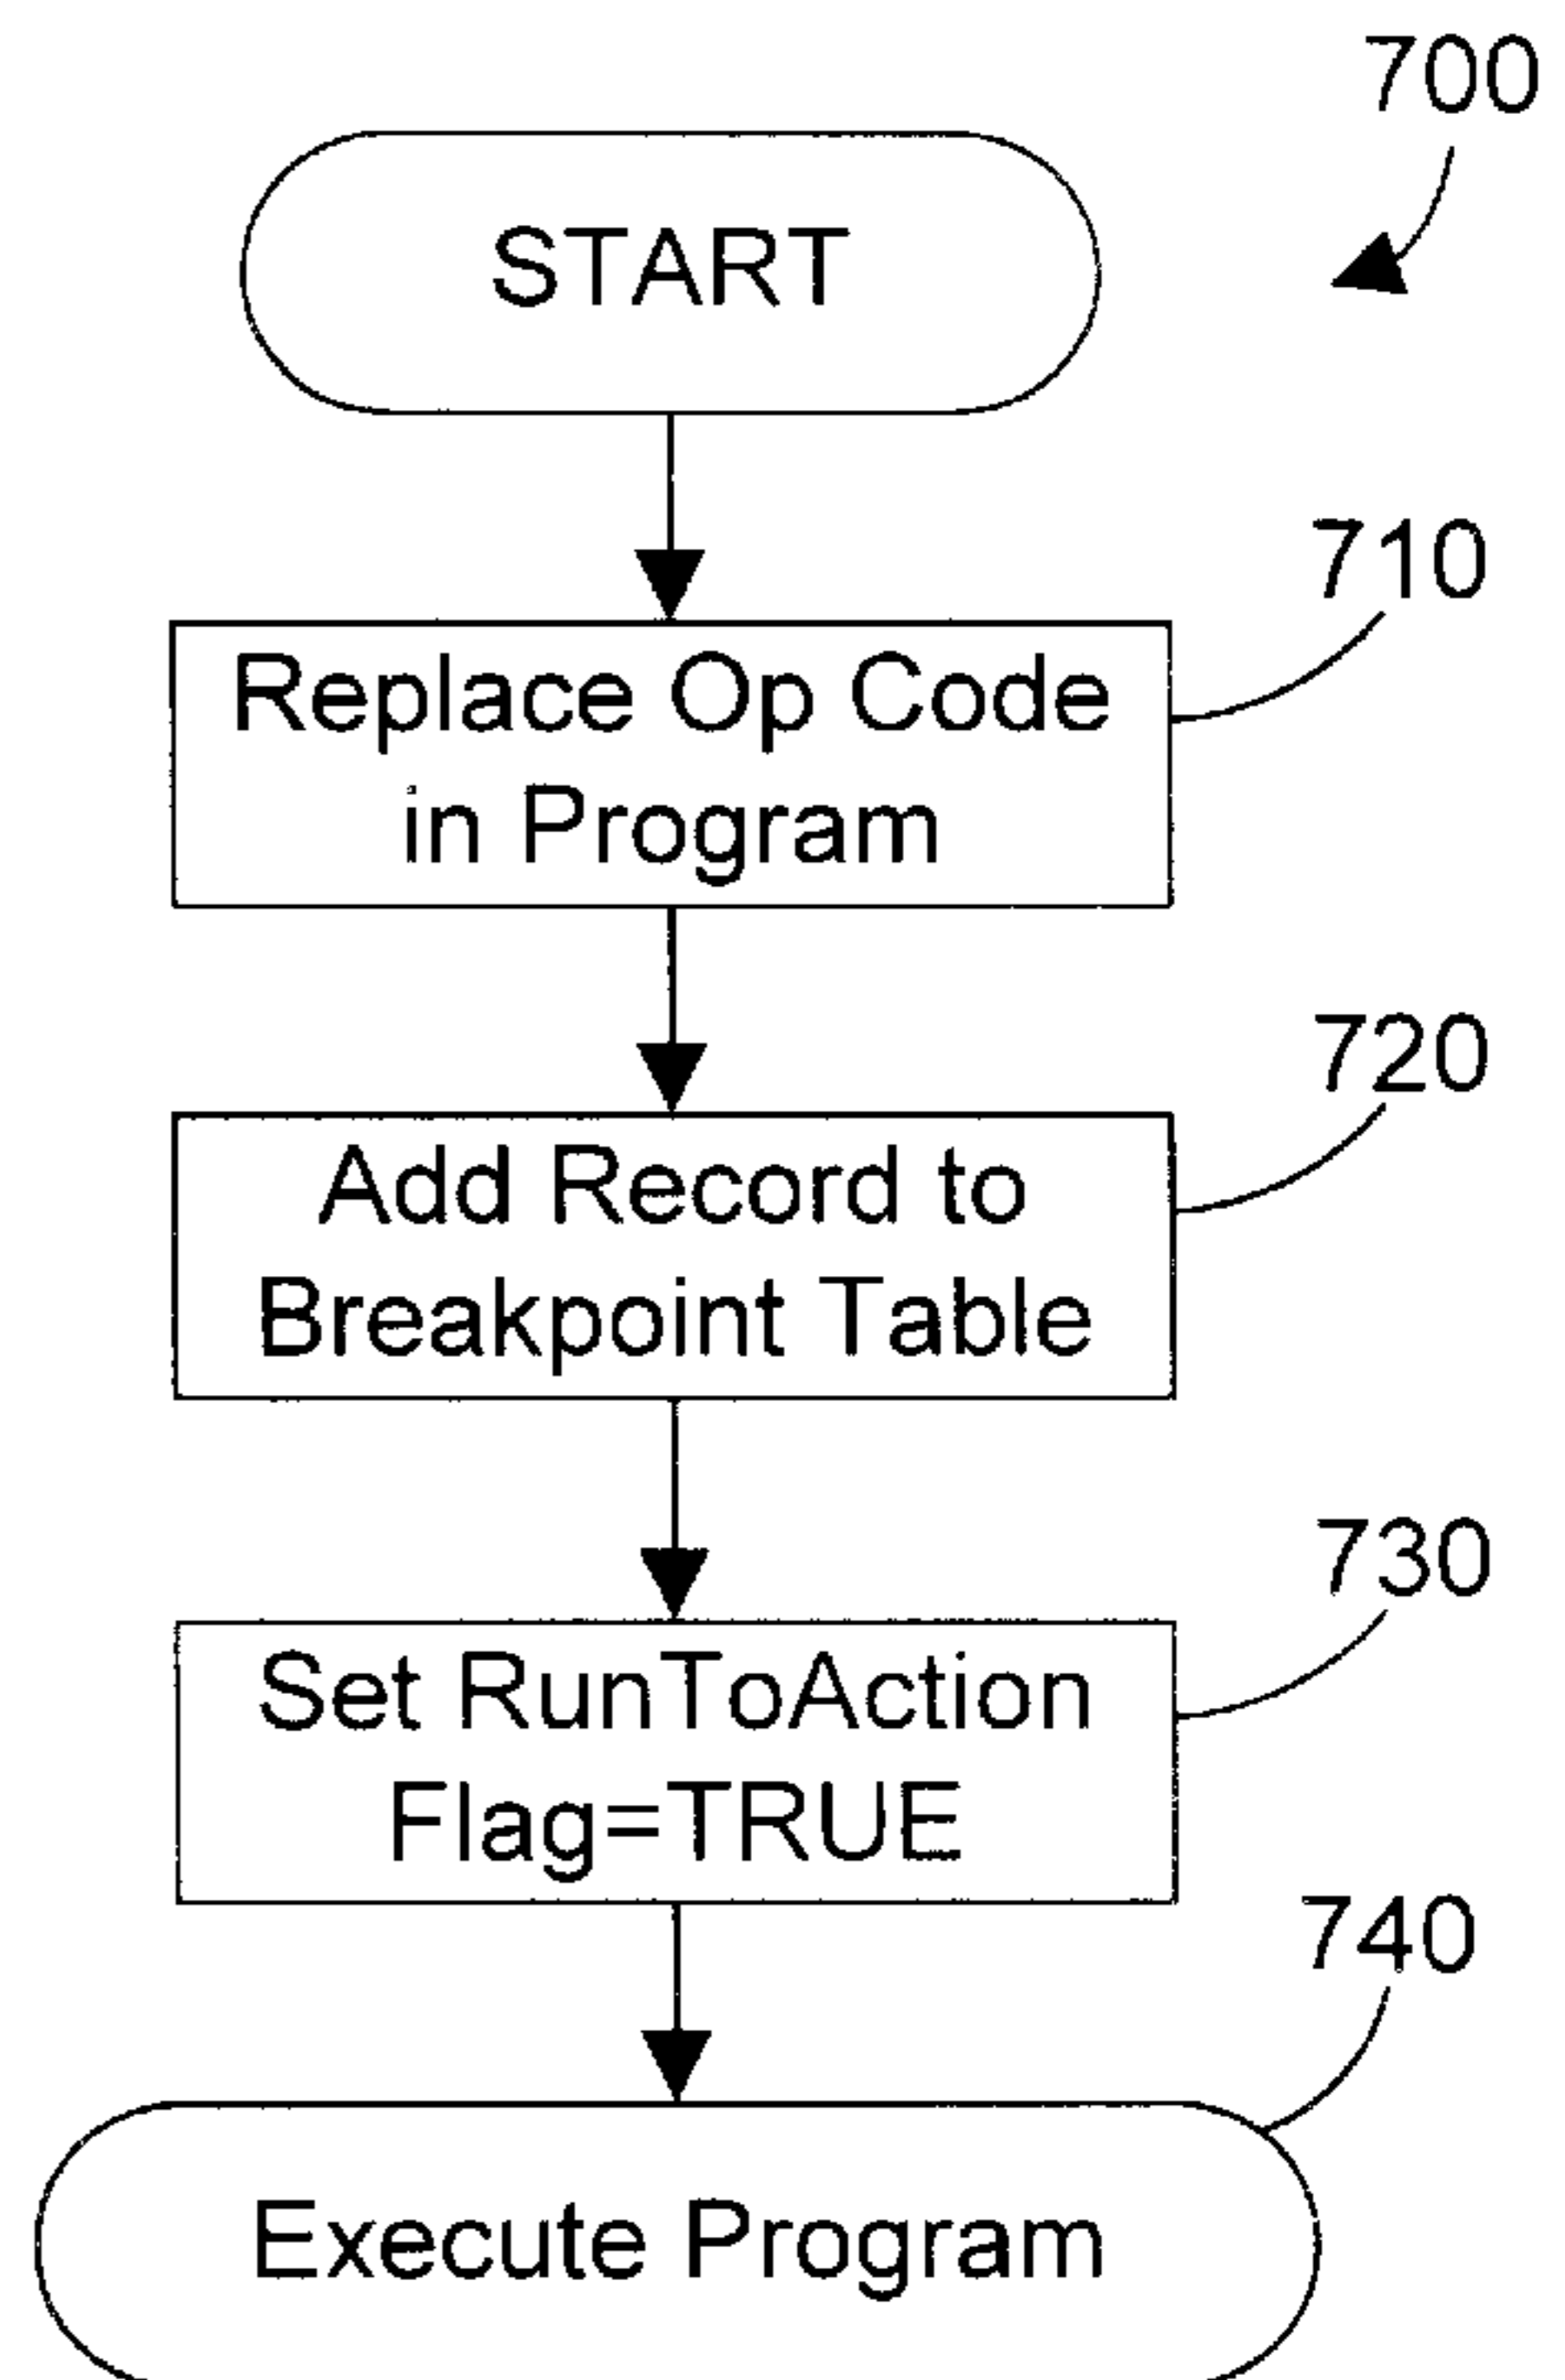 700
START
710
Replace Op Code
in Program
720
Add Record to
Breakpoint Table
730
Set RunToAction
Flag=TRUE
740
Execute Program